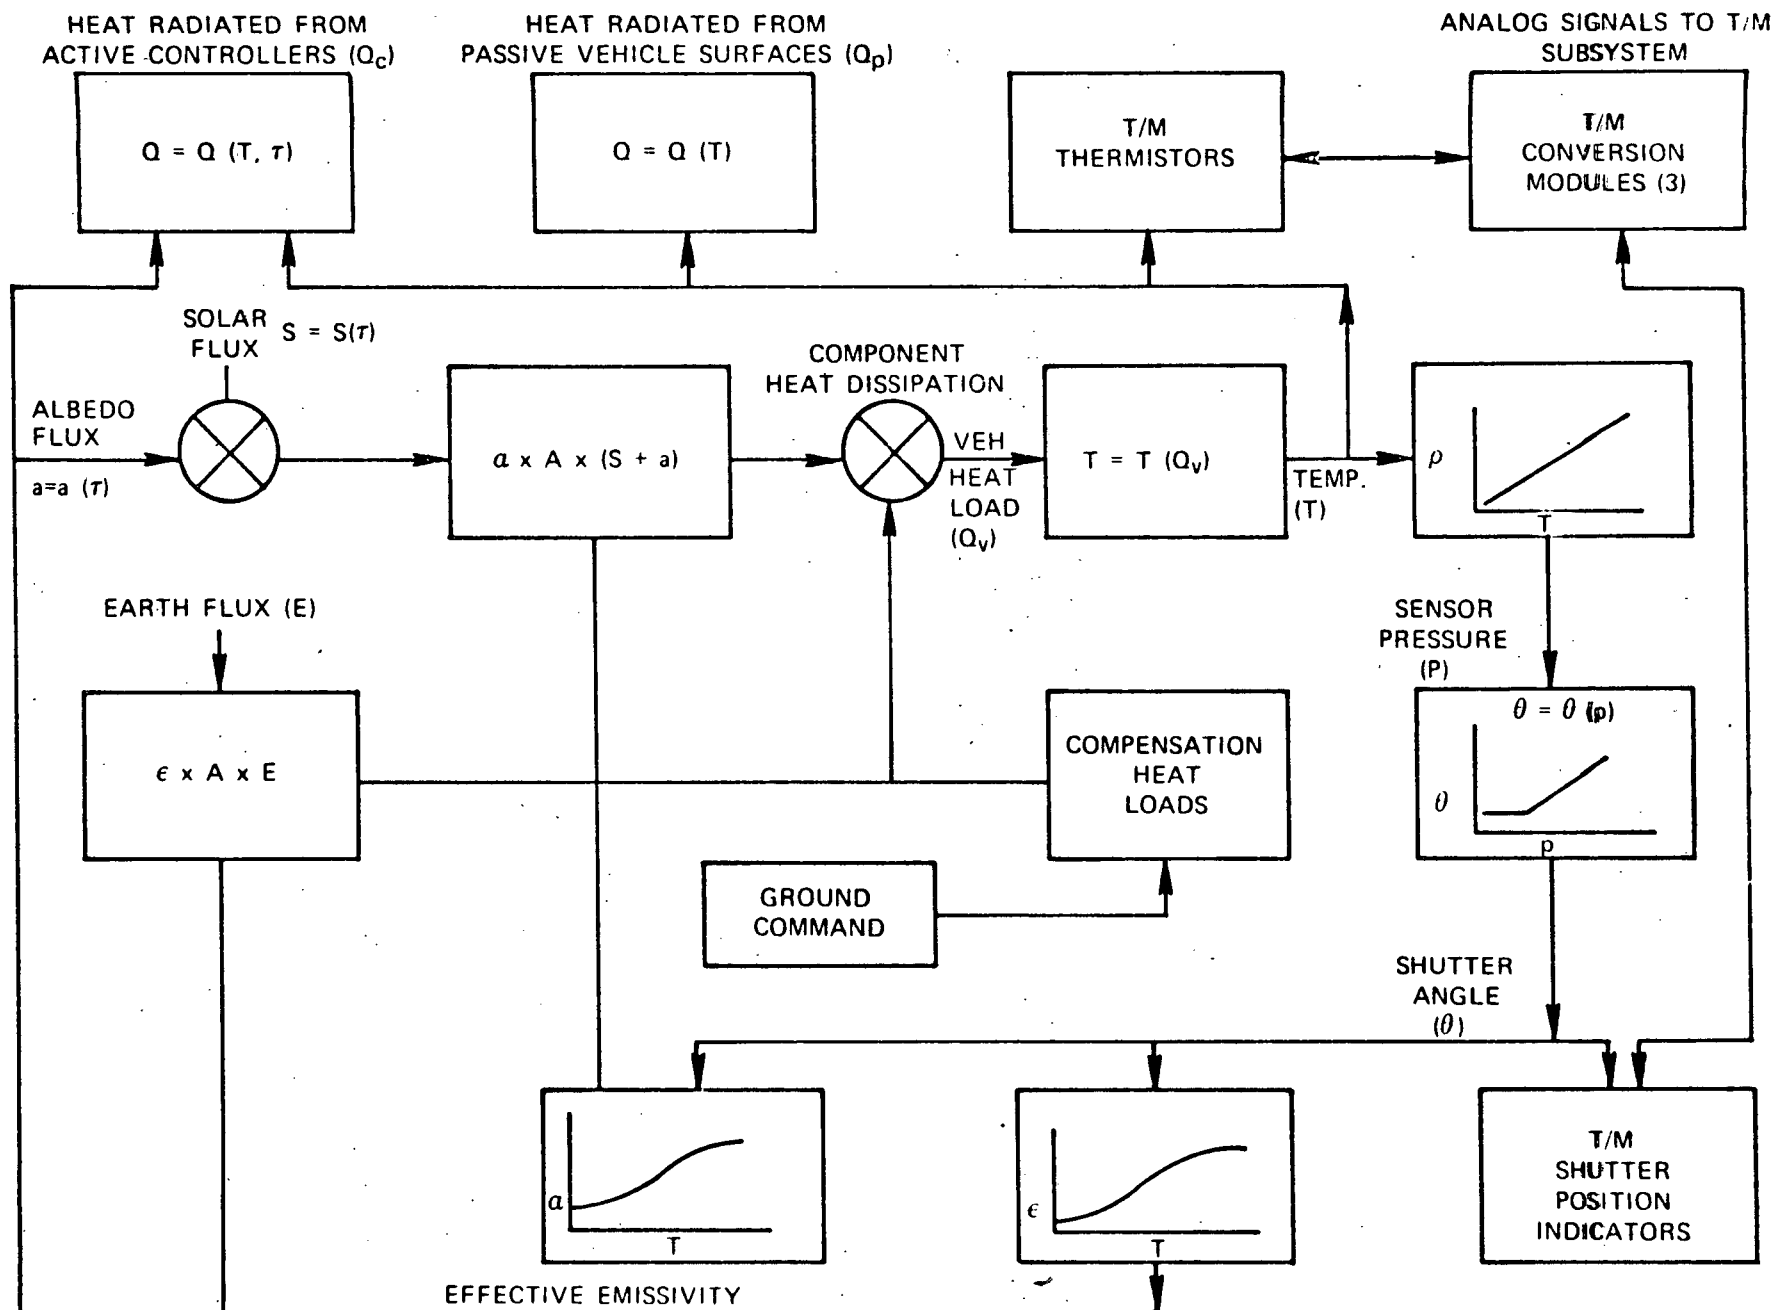 HEAT RADIATED FROM
ACTIVE CONTROLLERS (Qc)
HEAT RADIATED FROM
PASSIVE VEHICLE SURFACES (Qp)
ANALOG SIGNALS TO T/M
SUBSYSTEM
Q = Q (T, τ)
Q = Q (T)
T/M
THERMISTORS
T/M
CONVERSION
MODULES (3)
SOLAR
FLUX
S = S(τ)
ALBEDO
FLUX
a=a (τ)
α x A x (S + a)
COMPONENT
HEAT DISSIPATION
VEH
HEAT
LOAD
(Qv)
T = T (Qv)
TEMP.
(T)
ρ
T
EARTH FLUX (E)
SENSOR
PRESSURE
(P)
ϵ x A x E
COMPENSATION
HEAT
LOADS
θ = θ (p)
θ
p
GROUND
COMMAND
SHUTTER
ANGLE
(θ)
α
T
ϵ
T
T/M
SHUTTER
POSITION
INDICATORS
EFFECTIVE EMISSIVITY